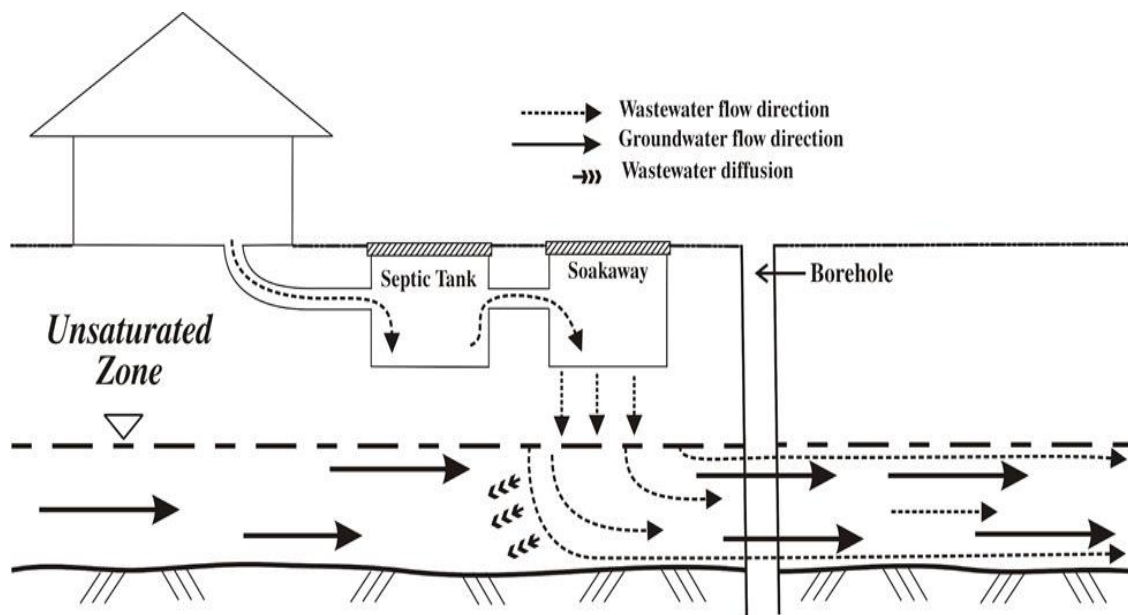 Wastewater flow direction
Groundwater flow direction
Wastewater diffusion
Septic Tank
Soakaway
Borehole
Unsaturated
Zone